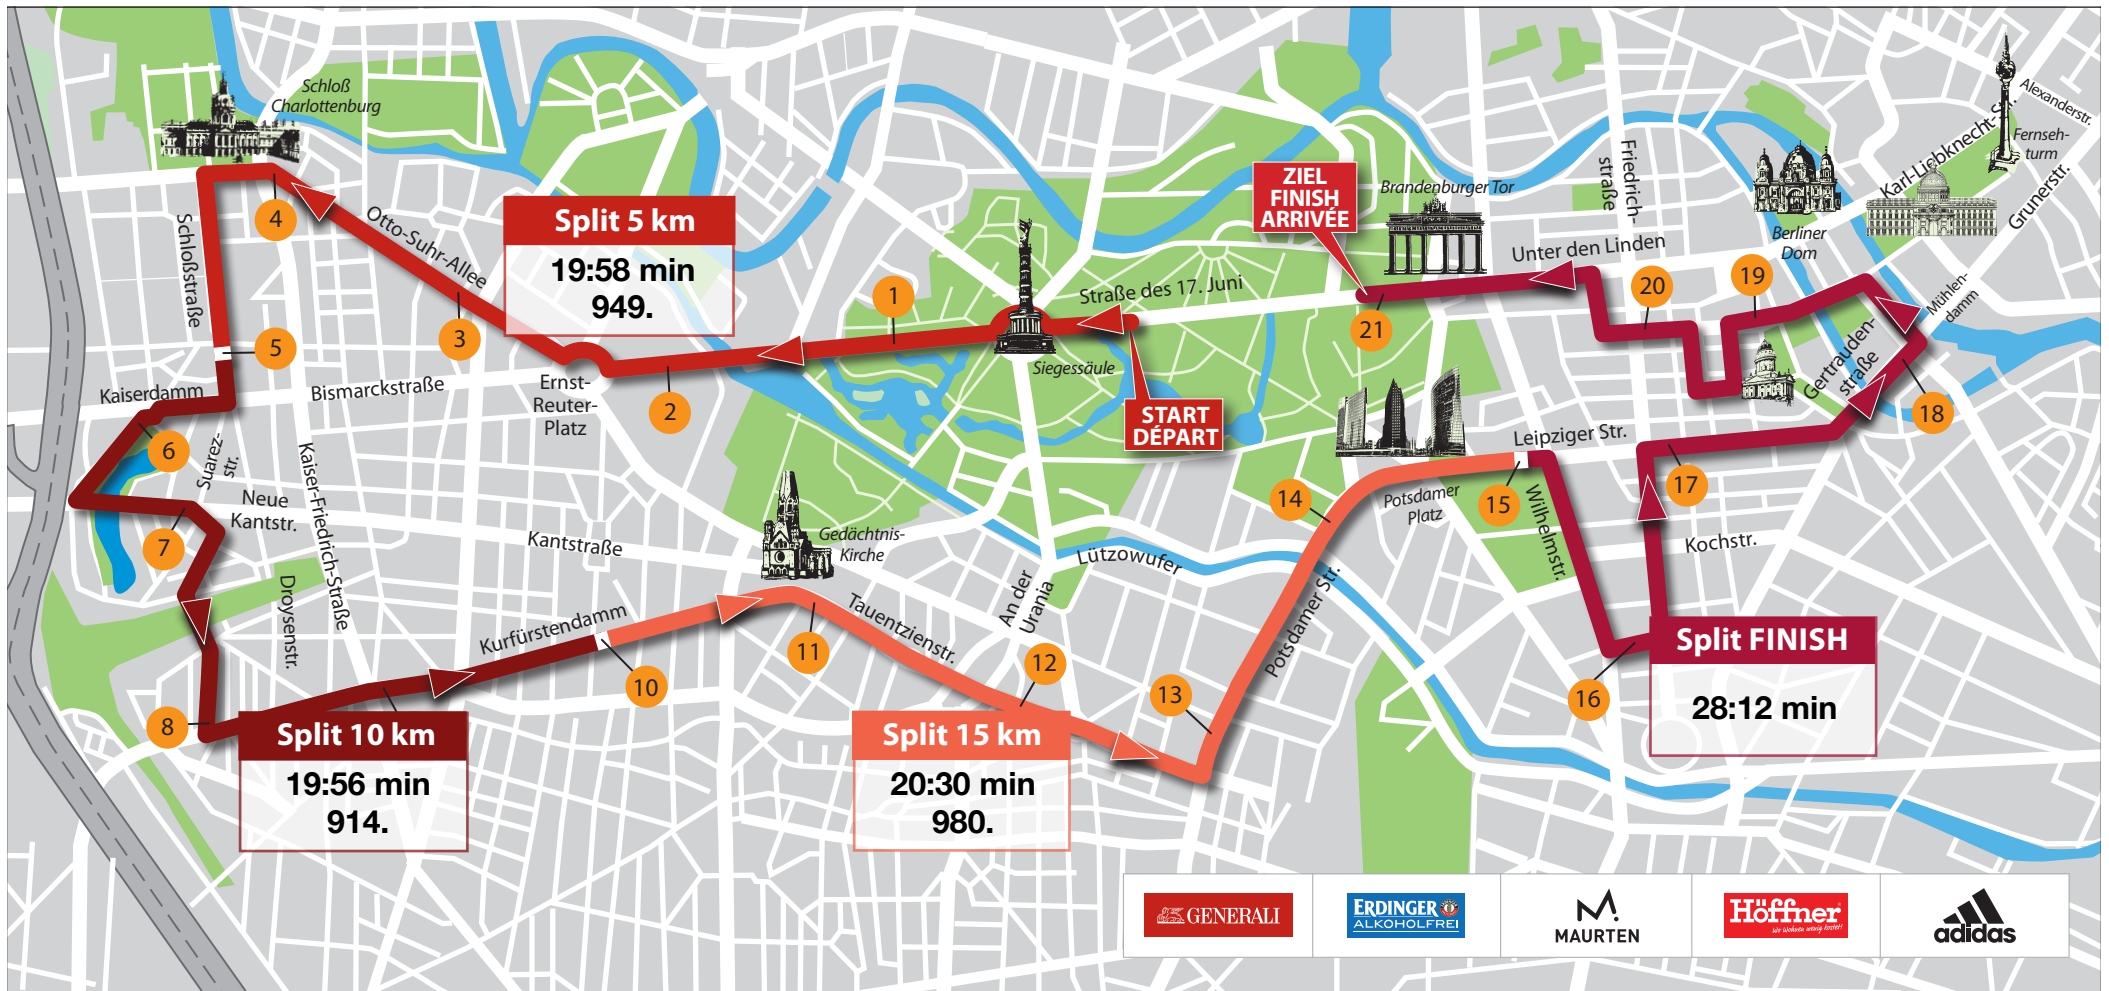 Schloß
Charlottenburg
4
Otto-Suhr-Allee
Schloßstraße
3
5
Split 5 km
19:58 min
949.
1
2
Siegessäule
Straße des 17. Juni
START
DÉPART
ZIEL
FINISH
ARRIVÉE
Brandenburger Tor
21
Unter den Linden
Friedrich-
straße
20
19
Berliner
Dom
Karl-Liebknecht-Str.
Alexanderstr.
Fernseh-
turm
Grunerstr.
Mühlen-
damm
Gertrauden-
straße
18
Kaiserdamm
Bismarckstraße
Ernst-
Reuter-
Platz
6
Suarez-
str.
Neue
Kantstr.
7
Kaiser-Friedrich-Straße
Kantstraße
Gedächtnis-
Kirche
Droysenstr.
Kurfürstendamm
8
10
11
Tauentzienstr.
An der
Urania
Lützowufer
12
13
Potsdamer Str.
14
Potsdamer
Platz
15
Leipziger Str.
Wilhelmstr.
17
Kochstr.
16
Split 10 km
19:56 min
914.
Split 15 km
20:30 min
980.
Split FINISH
28:12 min
GENERALI
ERDINGER
ALKOHOLFREI
MAURTEN
Höffner
Wo Wohnen wenig kostet!
adidas